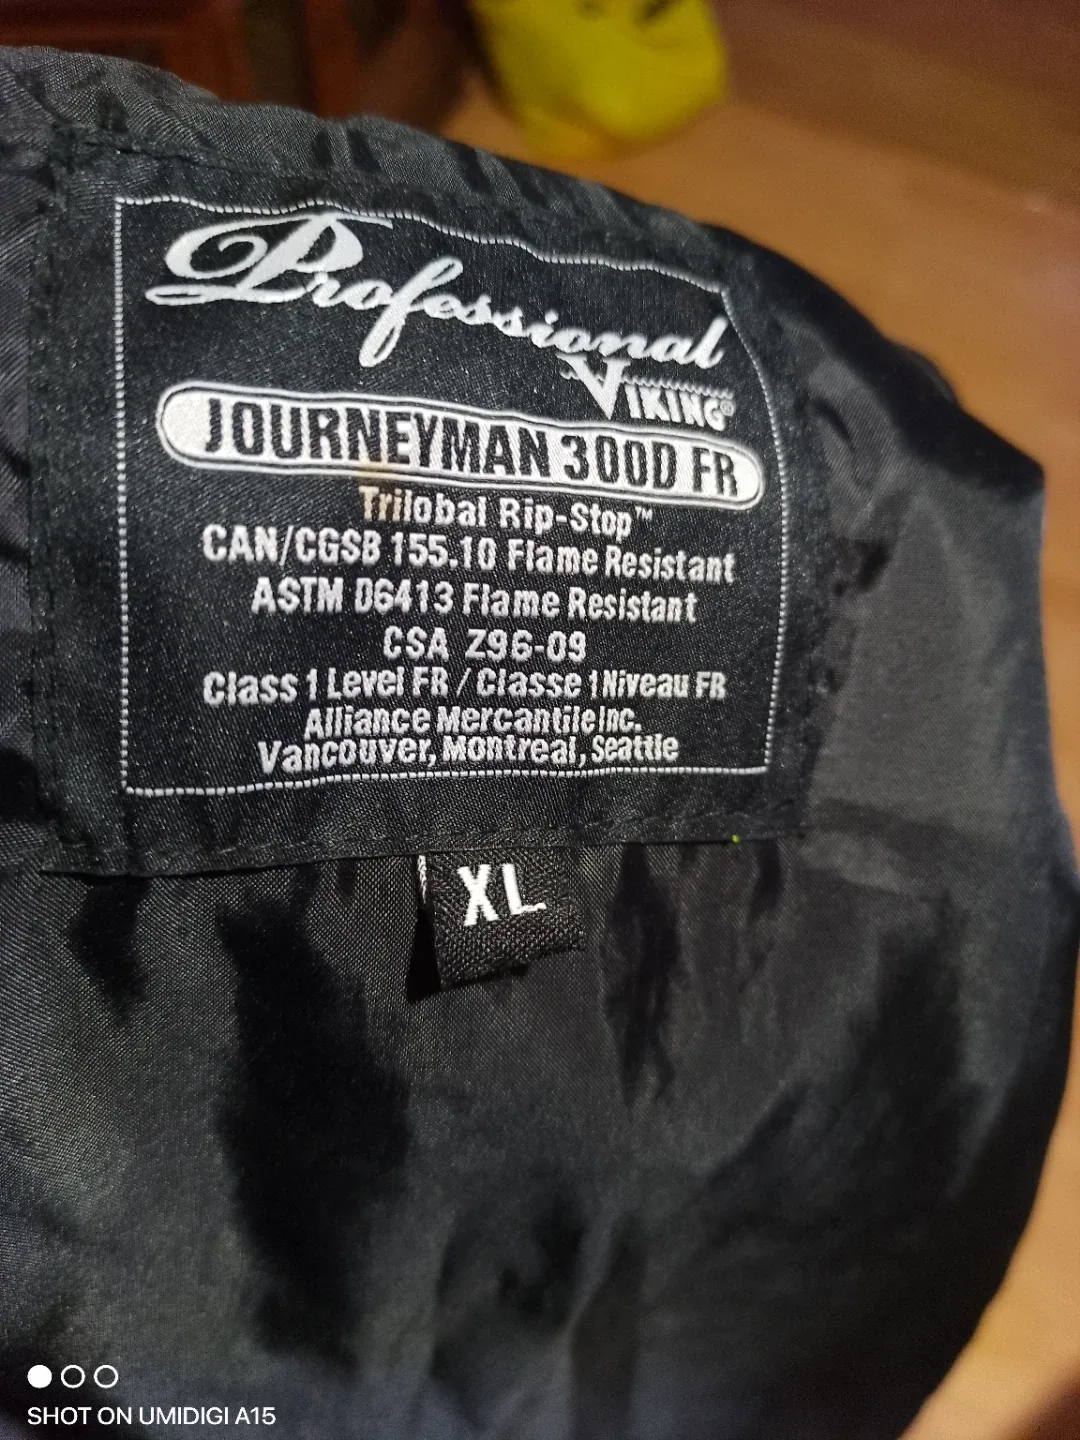 Professional
VIKING®
JOURNEYMAN 300D FR
Trilobal Rip-Stop™
CAN/CGSB 155.10 Flame Resistant
ASTM D6413 Flame Resistant
CSA Z96-09
Class 1 Level FR / Classe 1 Niveau FR
Alliance Mercantile Inc.
Vancouver, Montreal, Seattle
XL
SHOT ON UMIDIGI A15